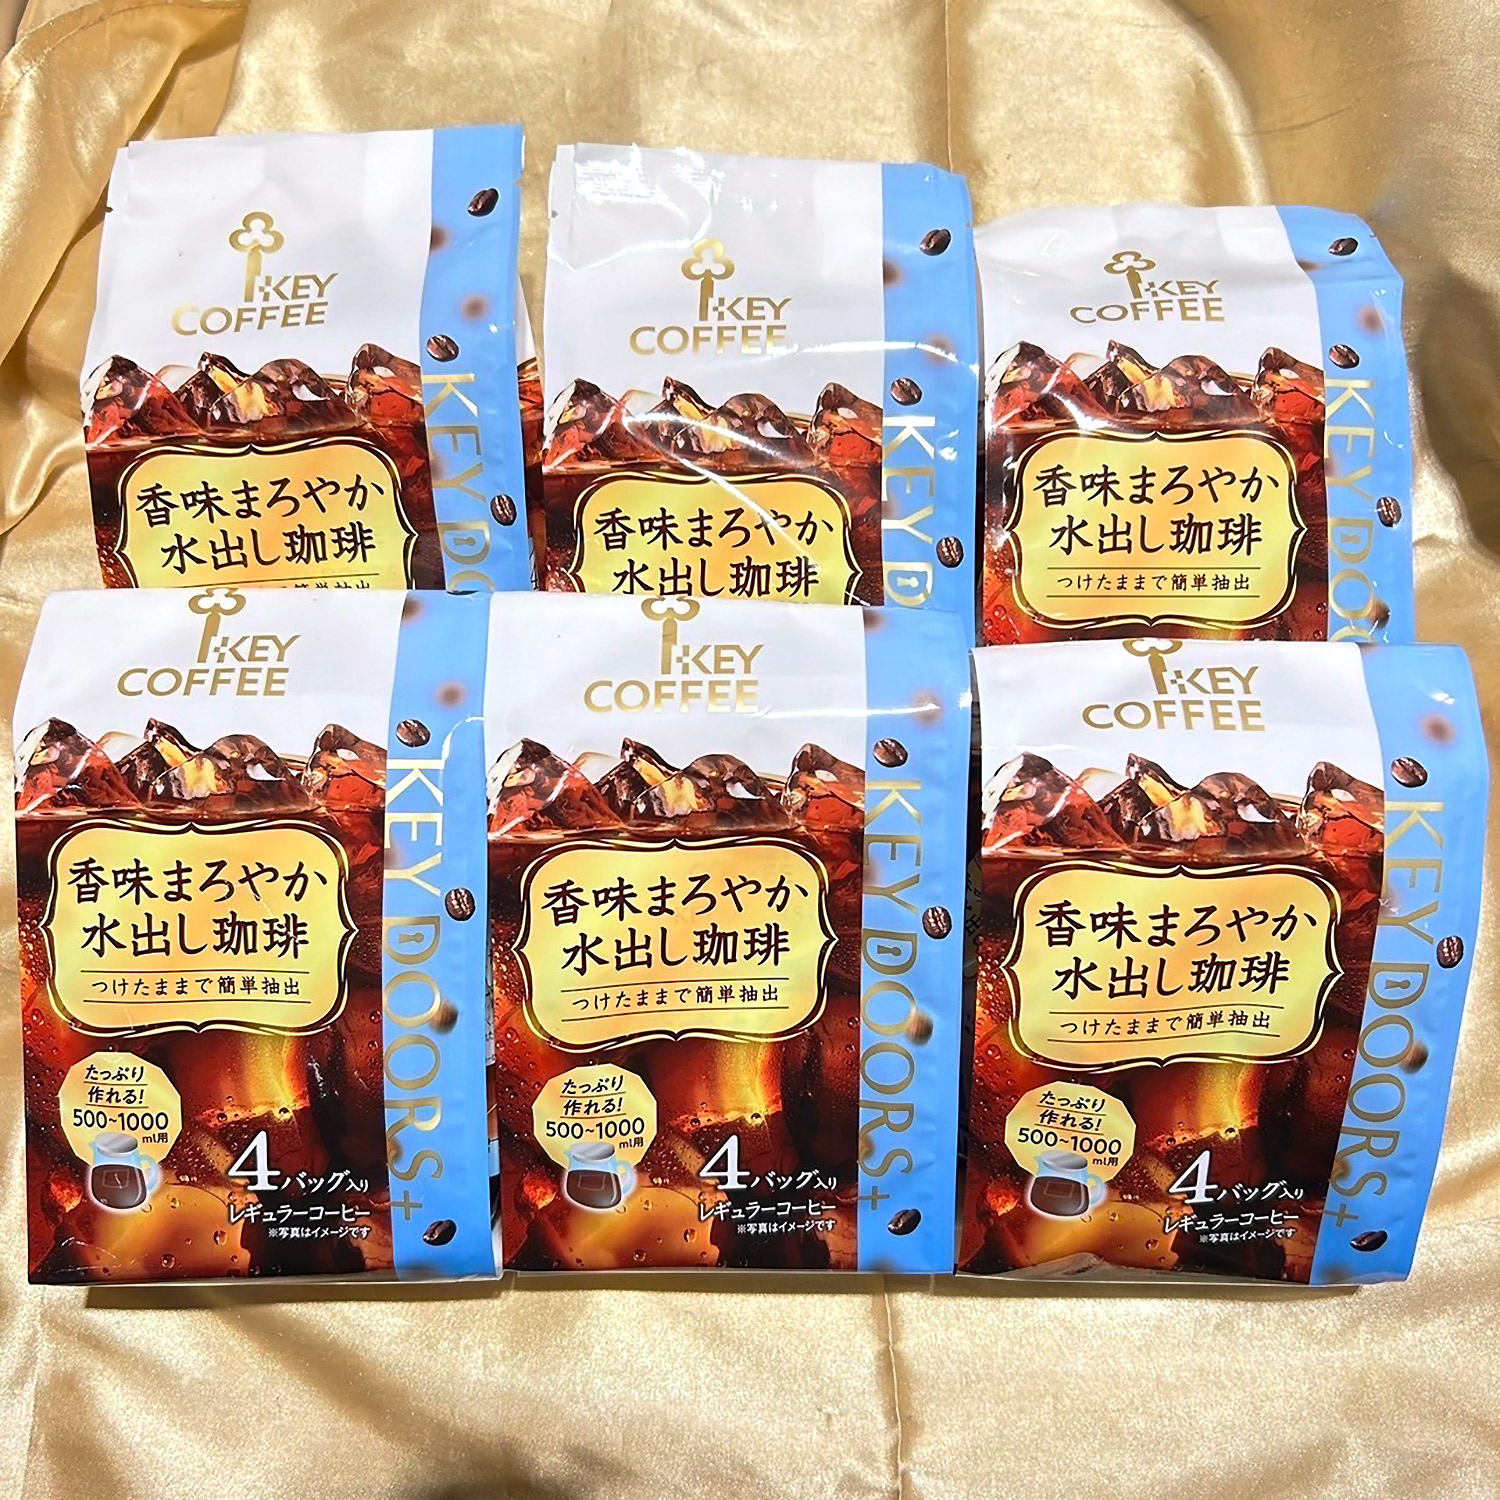 KEY
COFFEE
香味まろやか
水出し珈琲
KEY DO
KEY
COFFEE
香味まろやか
水出し珈琲
KEY D
KEY
COFFEE
香味まろやか
水出し珈琲
つけたままで簡単抽出
KEY DO
KEY
COFFEE
香味まろやか
水出し珈琲
つけたままで簡単抽出
たっぷり
作れる!
500~1000
ml用
4バッグ入り
レギュラーコーヒー
※写真はイメージです
KEY DOORS+
KEY
COFFEE
香味まろやか
水出し珈琲
つけたままで簡単抽出
たっぷり
作れる!
500~1000
ml用
4バッグ入り
レギュラーコーヒー
※写真はイメージです
KEY DOORS+
KEY
COFFEE
香味まろやか
水出し珈琲
つけたままで簡単抽出
たっぷり
作れる!
500~1000
ml用
4バッグ入り
レギュラーコーヒー
※写真はイメージです
KEY DOORS+